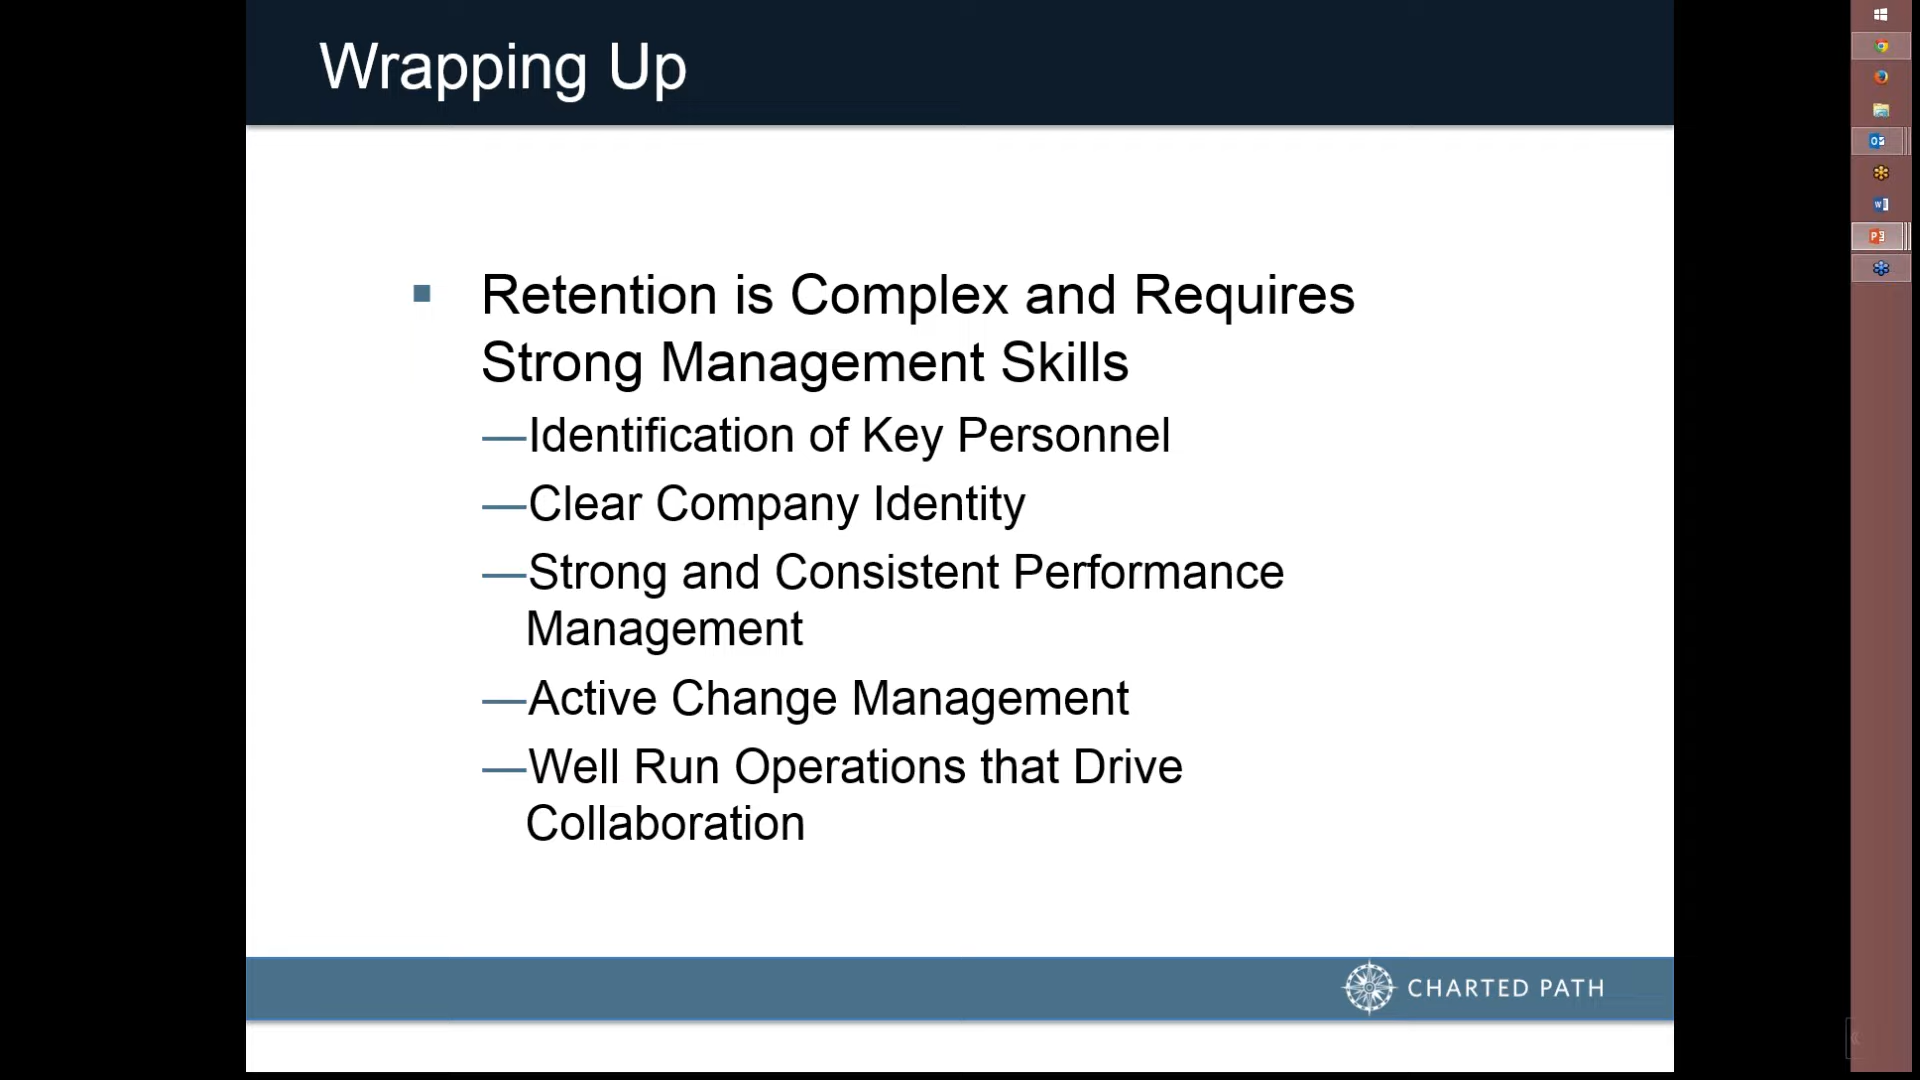 Wrapping Up
Retention is Complex and Requires
Strong Management Skills
—Identification of Key Personnel
—Clear Company Identity
—Strong and Consistent Performance
Management
—Active Change Management
—Well Run Operations that Drive
Collaboration
CHARTED PATH